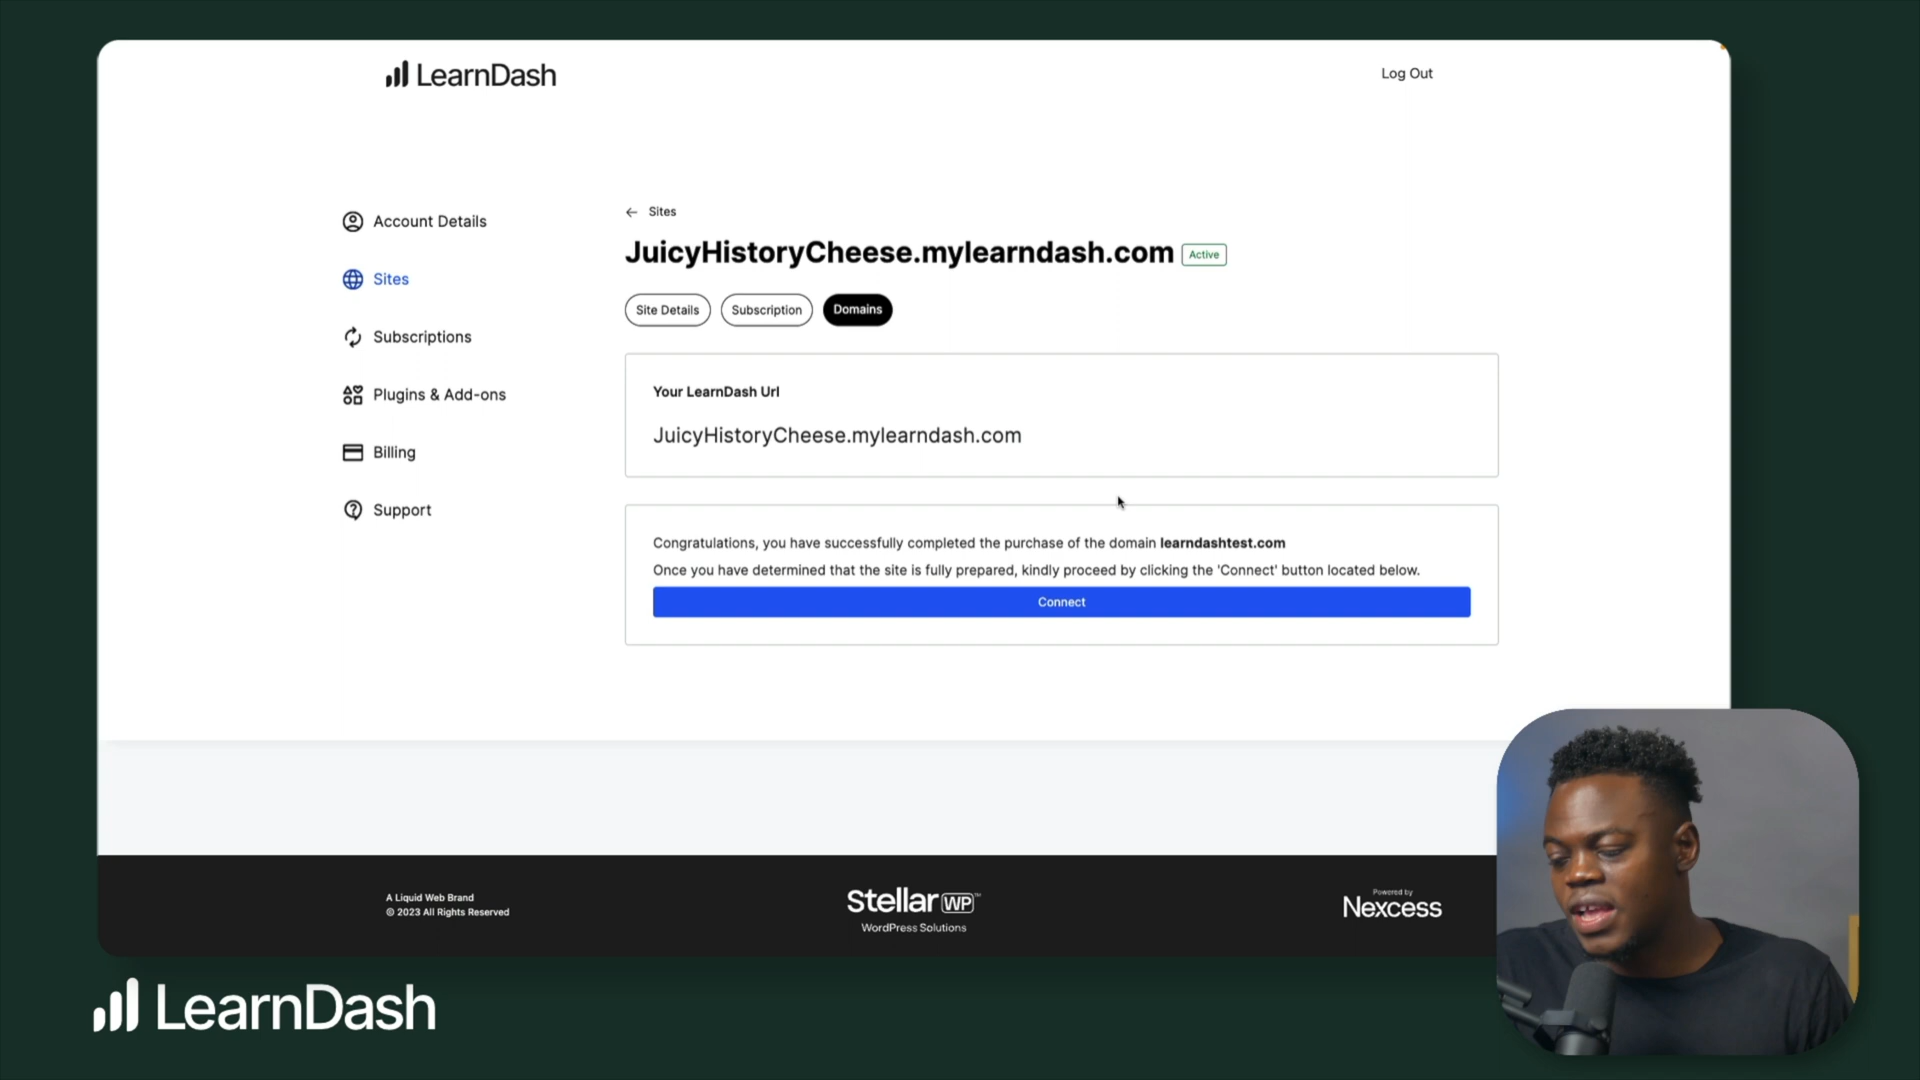 LearnDash
Log Out
Account Details
Sites
Subscriptions
Plugins & Add-ons
Billing
Support
← Sites
JuicyHistoryCheese.mylearndash.com Active
Site Details Subscription Domains
Your LearnDash Url
JuicyHistoryCheese.mylearndash.com
Congratulations, you have successfully completed the purchase of the domain learndashtest.com
Once you have determined that the site is fully prepared, kindly proceed by clicking the 'Connect' button located below.
Connect
A Liquid Web Brand
© 2023 All Rights Reserved
Stellar WP™
WordPress Solutions
Powered by
Nexcess
LearnDash